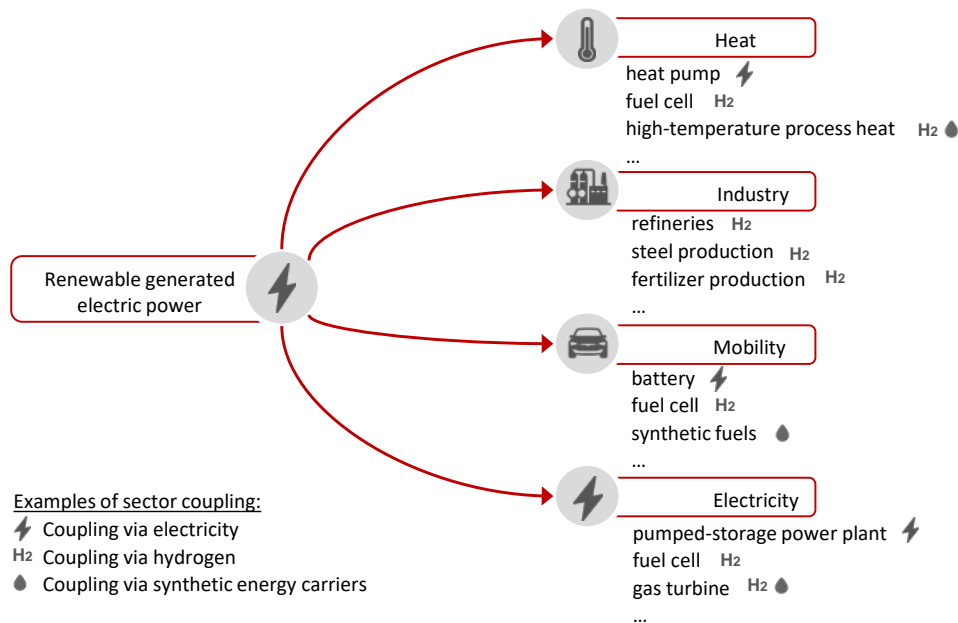 Heat
heat pump
fuel cell H2
high-temperature process heat H2
...
Industry
refineries H2
steel production H2
fertilizer production H2
...
Renewable generated
electric power
Mobility
battery
fuel cell H2
synthetic fuels
...
Electricity
pumped-storage power plant
fuel cell H2
gas turbine H2
...
Examples of sector coupling:
Coupling via electricity
H2 Coupling via hydrogen
Coupling via synthetic energy carriers